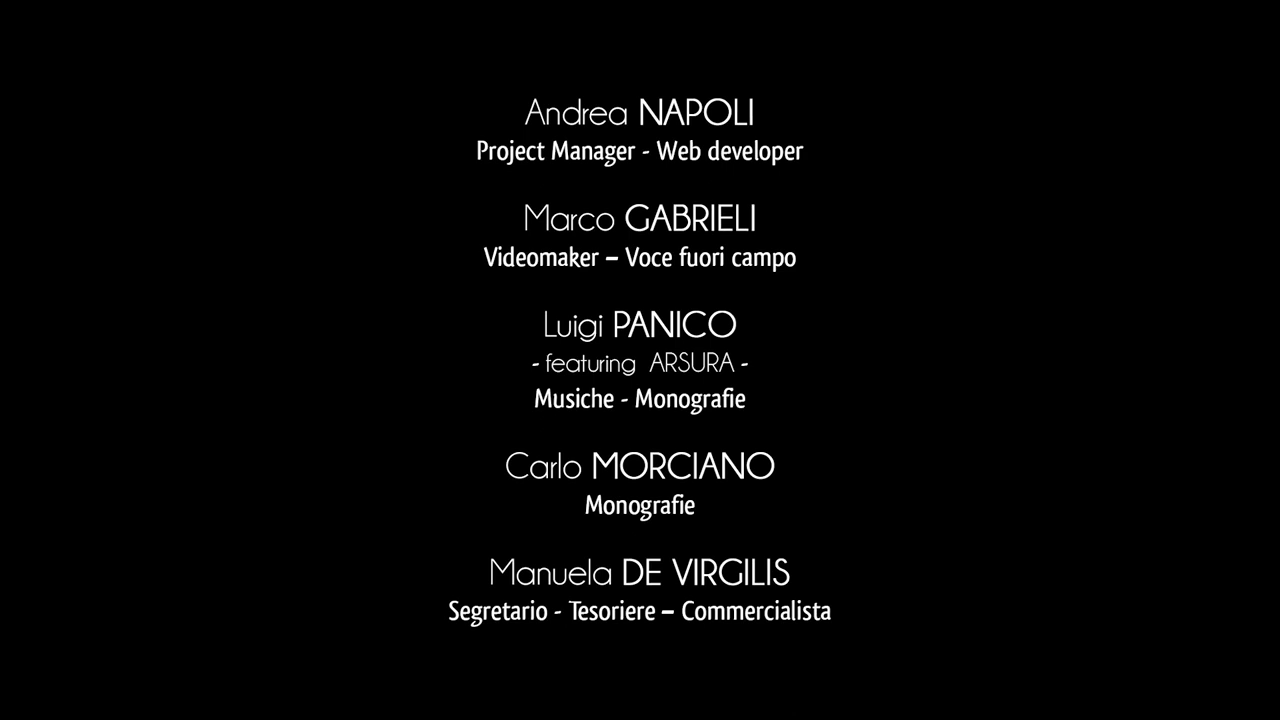 Andrea NAPOLI
Project Manager - Web developer
Marco GABRIELI
Videomaker – Voce fuori campo
Luigi PANICO
- featuring ARSURA -
Musiche - Monografie
Carlo MORCIANO
Monografie
Manuela DE VIRGILIS
Segretario - Tesoriere – Commercialista